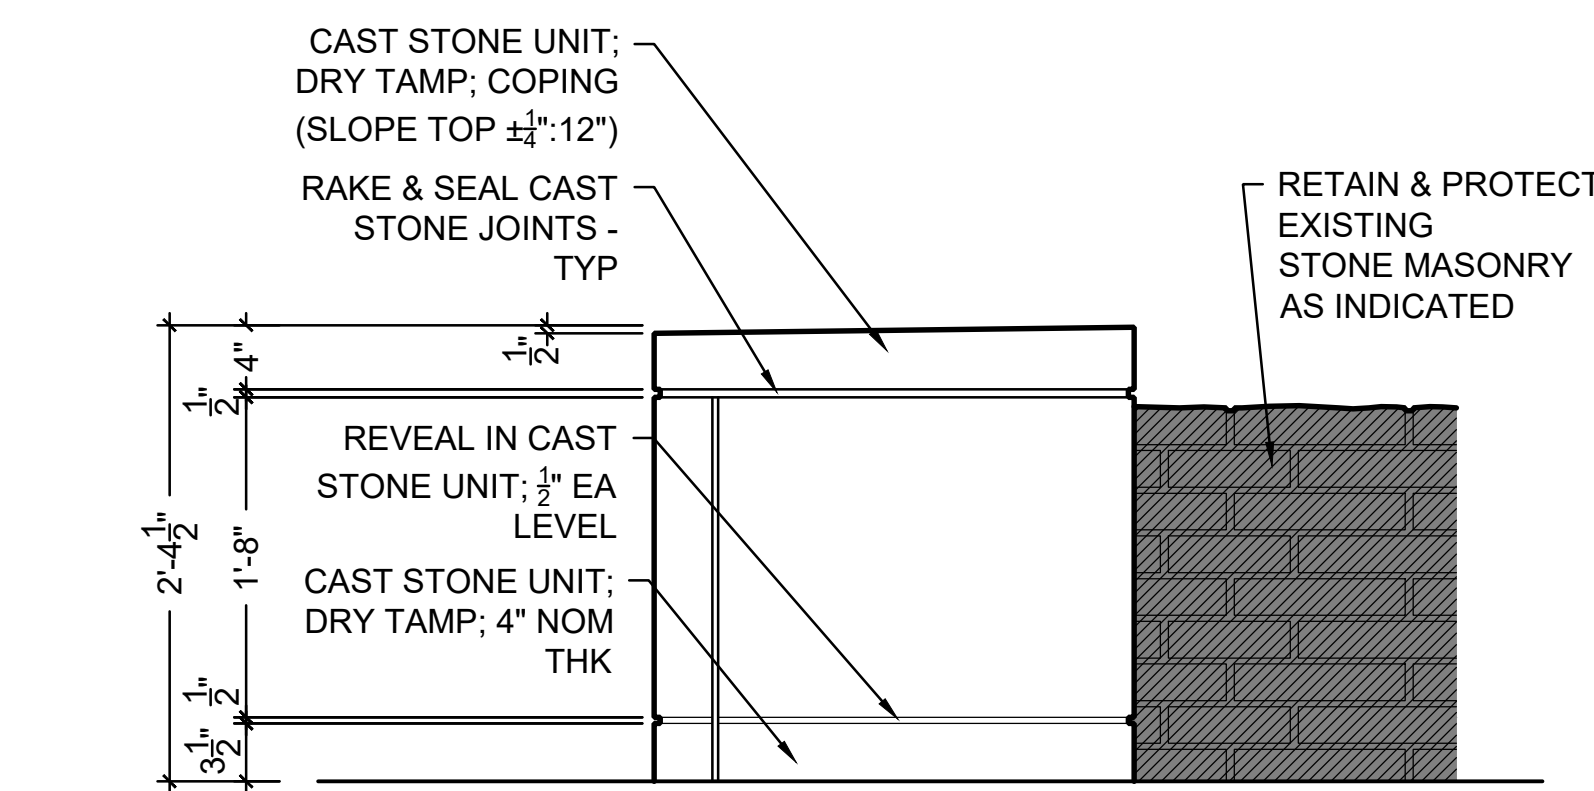 CAST STONE UNIT;
DRY TAMP; COPING
(SLOPE TOP ±1/4":12")
RAKE & SEAL CAST
STONE JOINTS -
TYP
RETAIN & PROTECT
EXISTING
STONE MASONRY
AS INDICATED
REVEAL IN CAST
STONE UNIT; 1/2" EA
LEVEL
CAST STONE UNIT;
DRY TAMP; 4" NOM
THK
1/2"
4"
1/2"
1'-8"
1/2"
3 1/2"
2'-4 1/2"